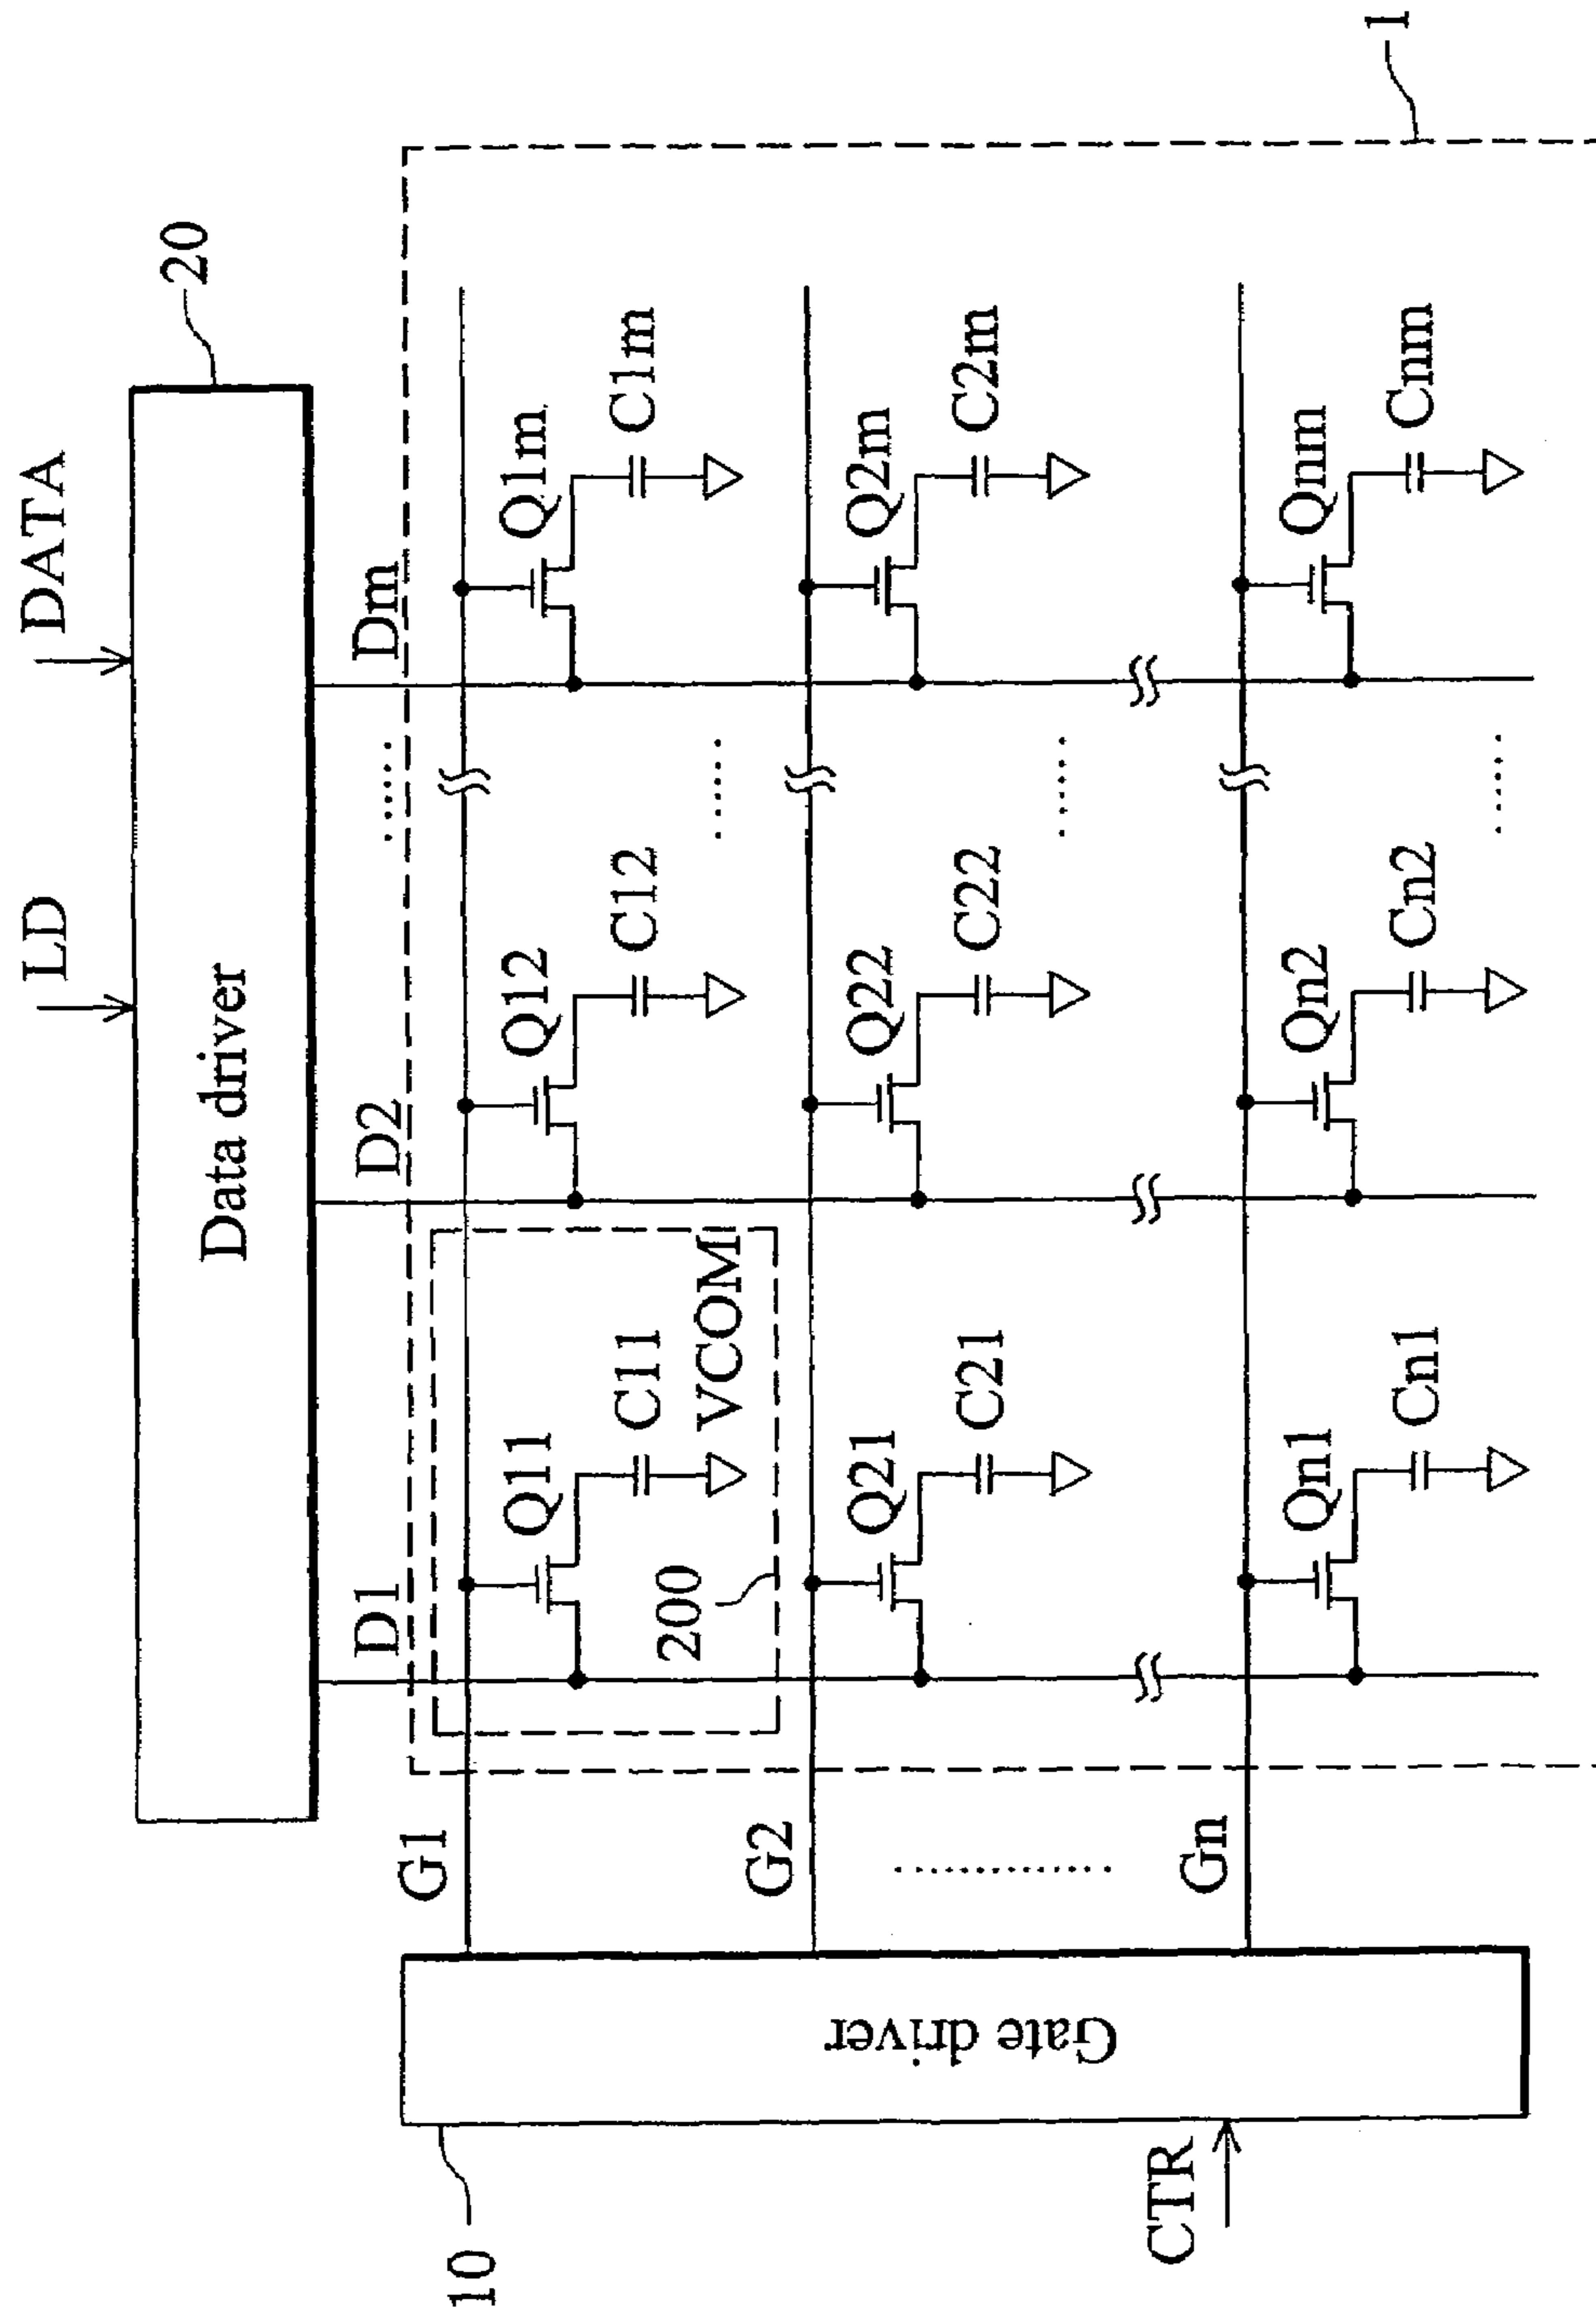 LD
DATA
20
Data driver
D1
D2
......
Dm
1
G1
Q11
C11
VCOM
200
Q12
C12
......
Q1m
C1m
G2
Q21
C21
Q22
C22
......
Q2m
C2m
..............
Gn
Qn1
Cn1
Qn2
Cn2
......
Qnm
Cnm
10
Gate driver
CTR